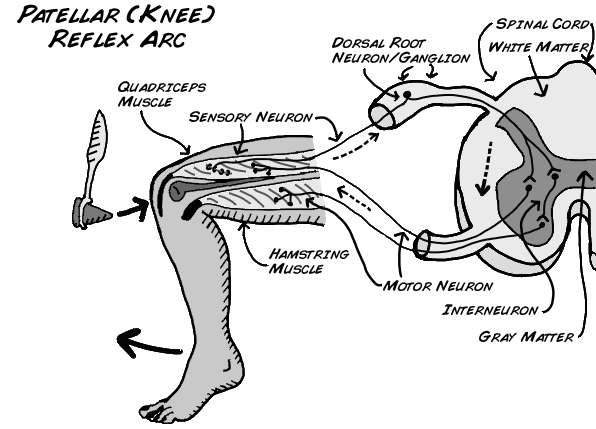 PATELLAR (KNEE)
REFLEX ARC
SPINAL CORD
WHITE MATTER
DORSAL ROOT
NEURON/GANGLION
QUADRICEPS
MUSCLE
SENSORY NEURON
HAMSTRING
MUSCLE
MOTOR NEURON
INTERNEURON
GRAY MATTER